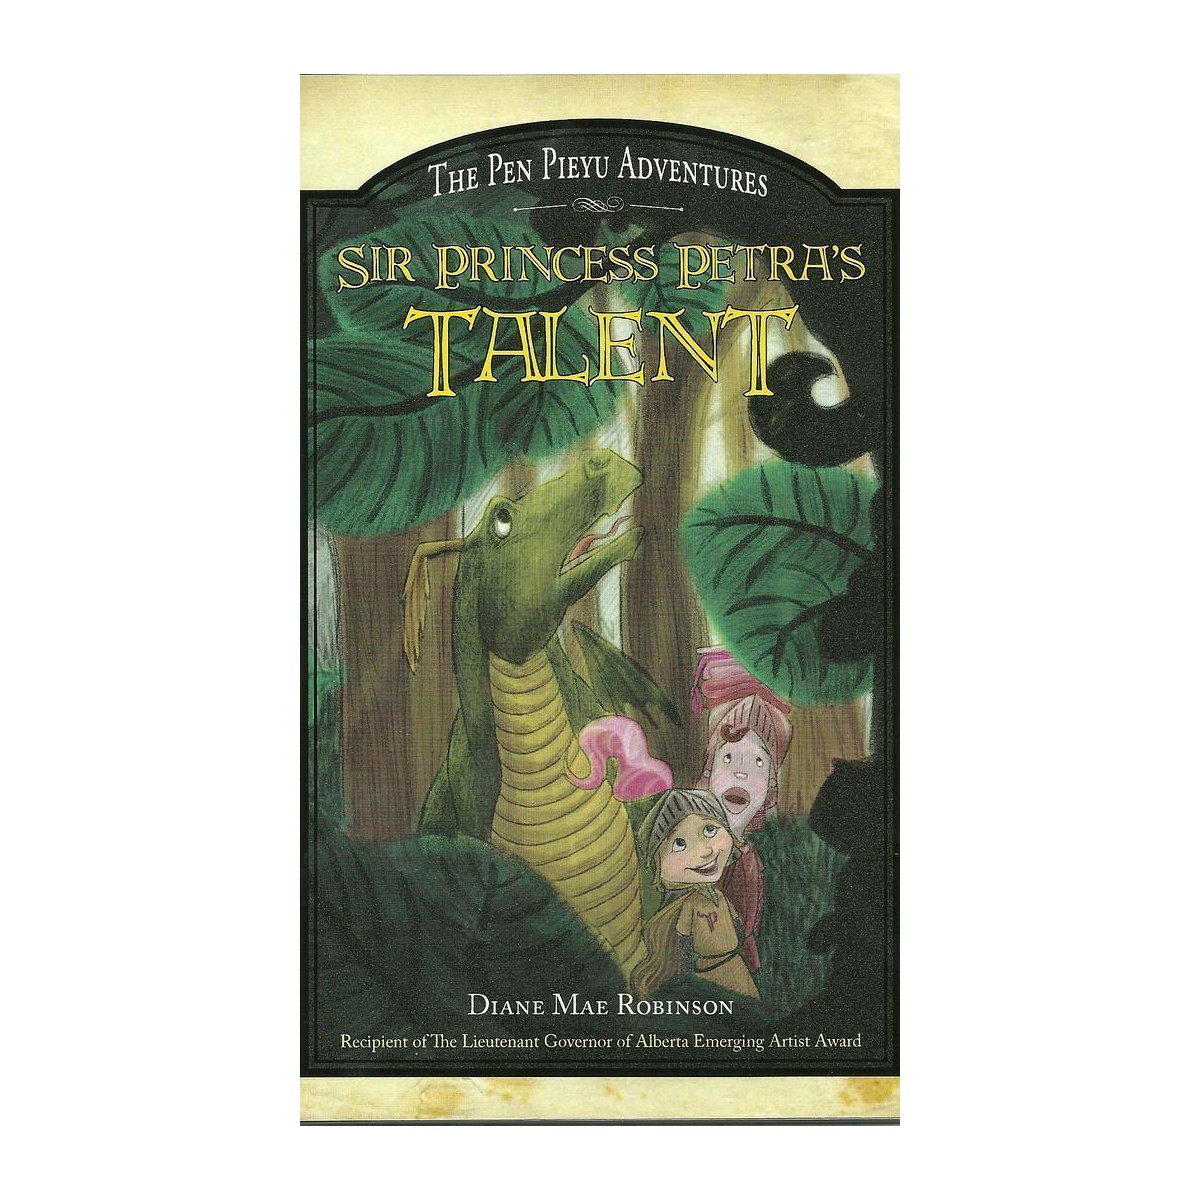 The Pen Pieyu Adventures
Sir Princess Petra's
Talent
Diane Mae Robinson
Recipient of The Lieutenant Governor of Alberta Emerging Artist Award